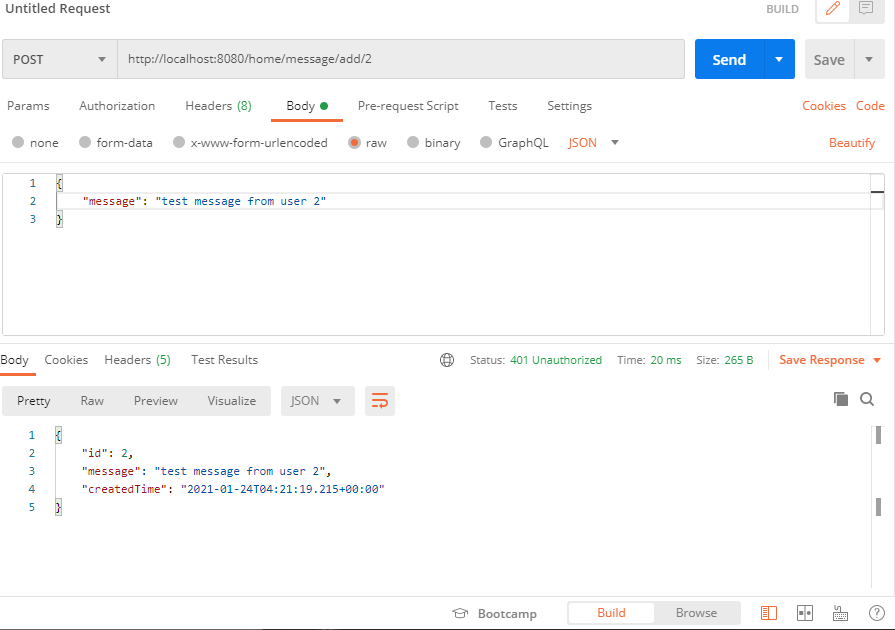 Untitled Request
BUILD
POST
http://localhost:8080/home/message/add/2
Send
Save
Params Authorization Headers (8) Body Pre-request Script Tests Settings Cookies Code
none form-data x-www-form-urlencoded raw binary GraphQL JSON Beautify
1 {
2 "message": "test message from user 2"
3 }
Body Cookies Headers (5) Test Results Status: 401 Unauthorized Time: 20 ms Size: 265 B Save Response
Pretty Raw Preview Visualize JSON
1 {
2 "id": 2,
3 "message": "test message from user 2",
4 "createdTime": "2021-01-24T04:21:19.215+00:00"
5 }
Bootcamp Build Browse ?